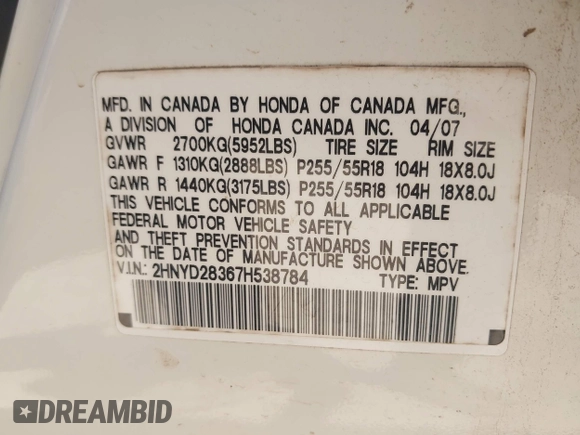 MFD. IN CANADA BY HONDA OF CANADA MFG.,
A DIVISION OF HONDA CANADA INC. 04/07
GVWR 2700KG(5952LBS) TIRE SIZE RIM SIZE
GAWR F 1310KG(2888LBS) P255/55R18 104H 18X8.0J
GAWR R 1440KG(3175LBS) P255/55R18 104H 18X8.0J
THIS VEHICLE CONFORMS TO ALL APPLICABLE
FEDERAL MOTOR VEHICLE SAFETY
AND THEFT PREVENTION STANDARDS IN EFFECT
ON THE DATE OF MANUFACTURE SHOWN ABOVE.
V.I.N.: 2HNYD28367H538784 TYPE: MPV
DREAMBID